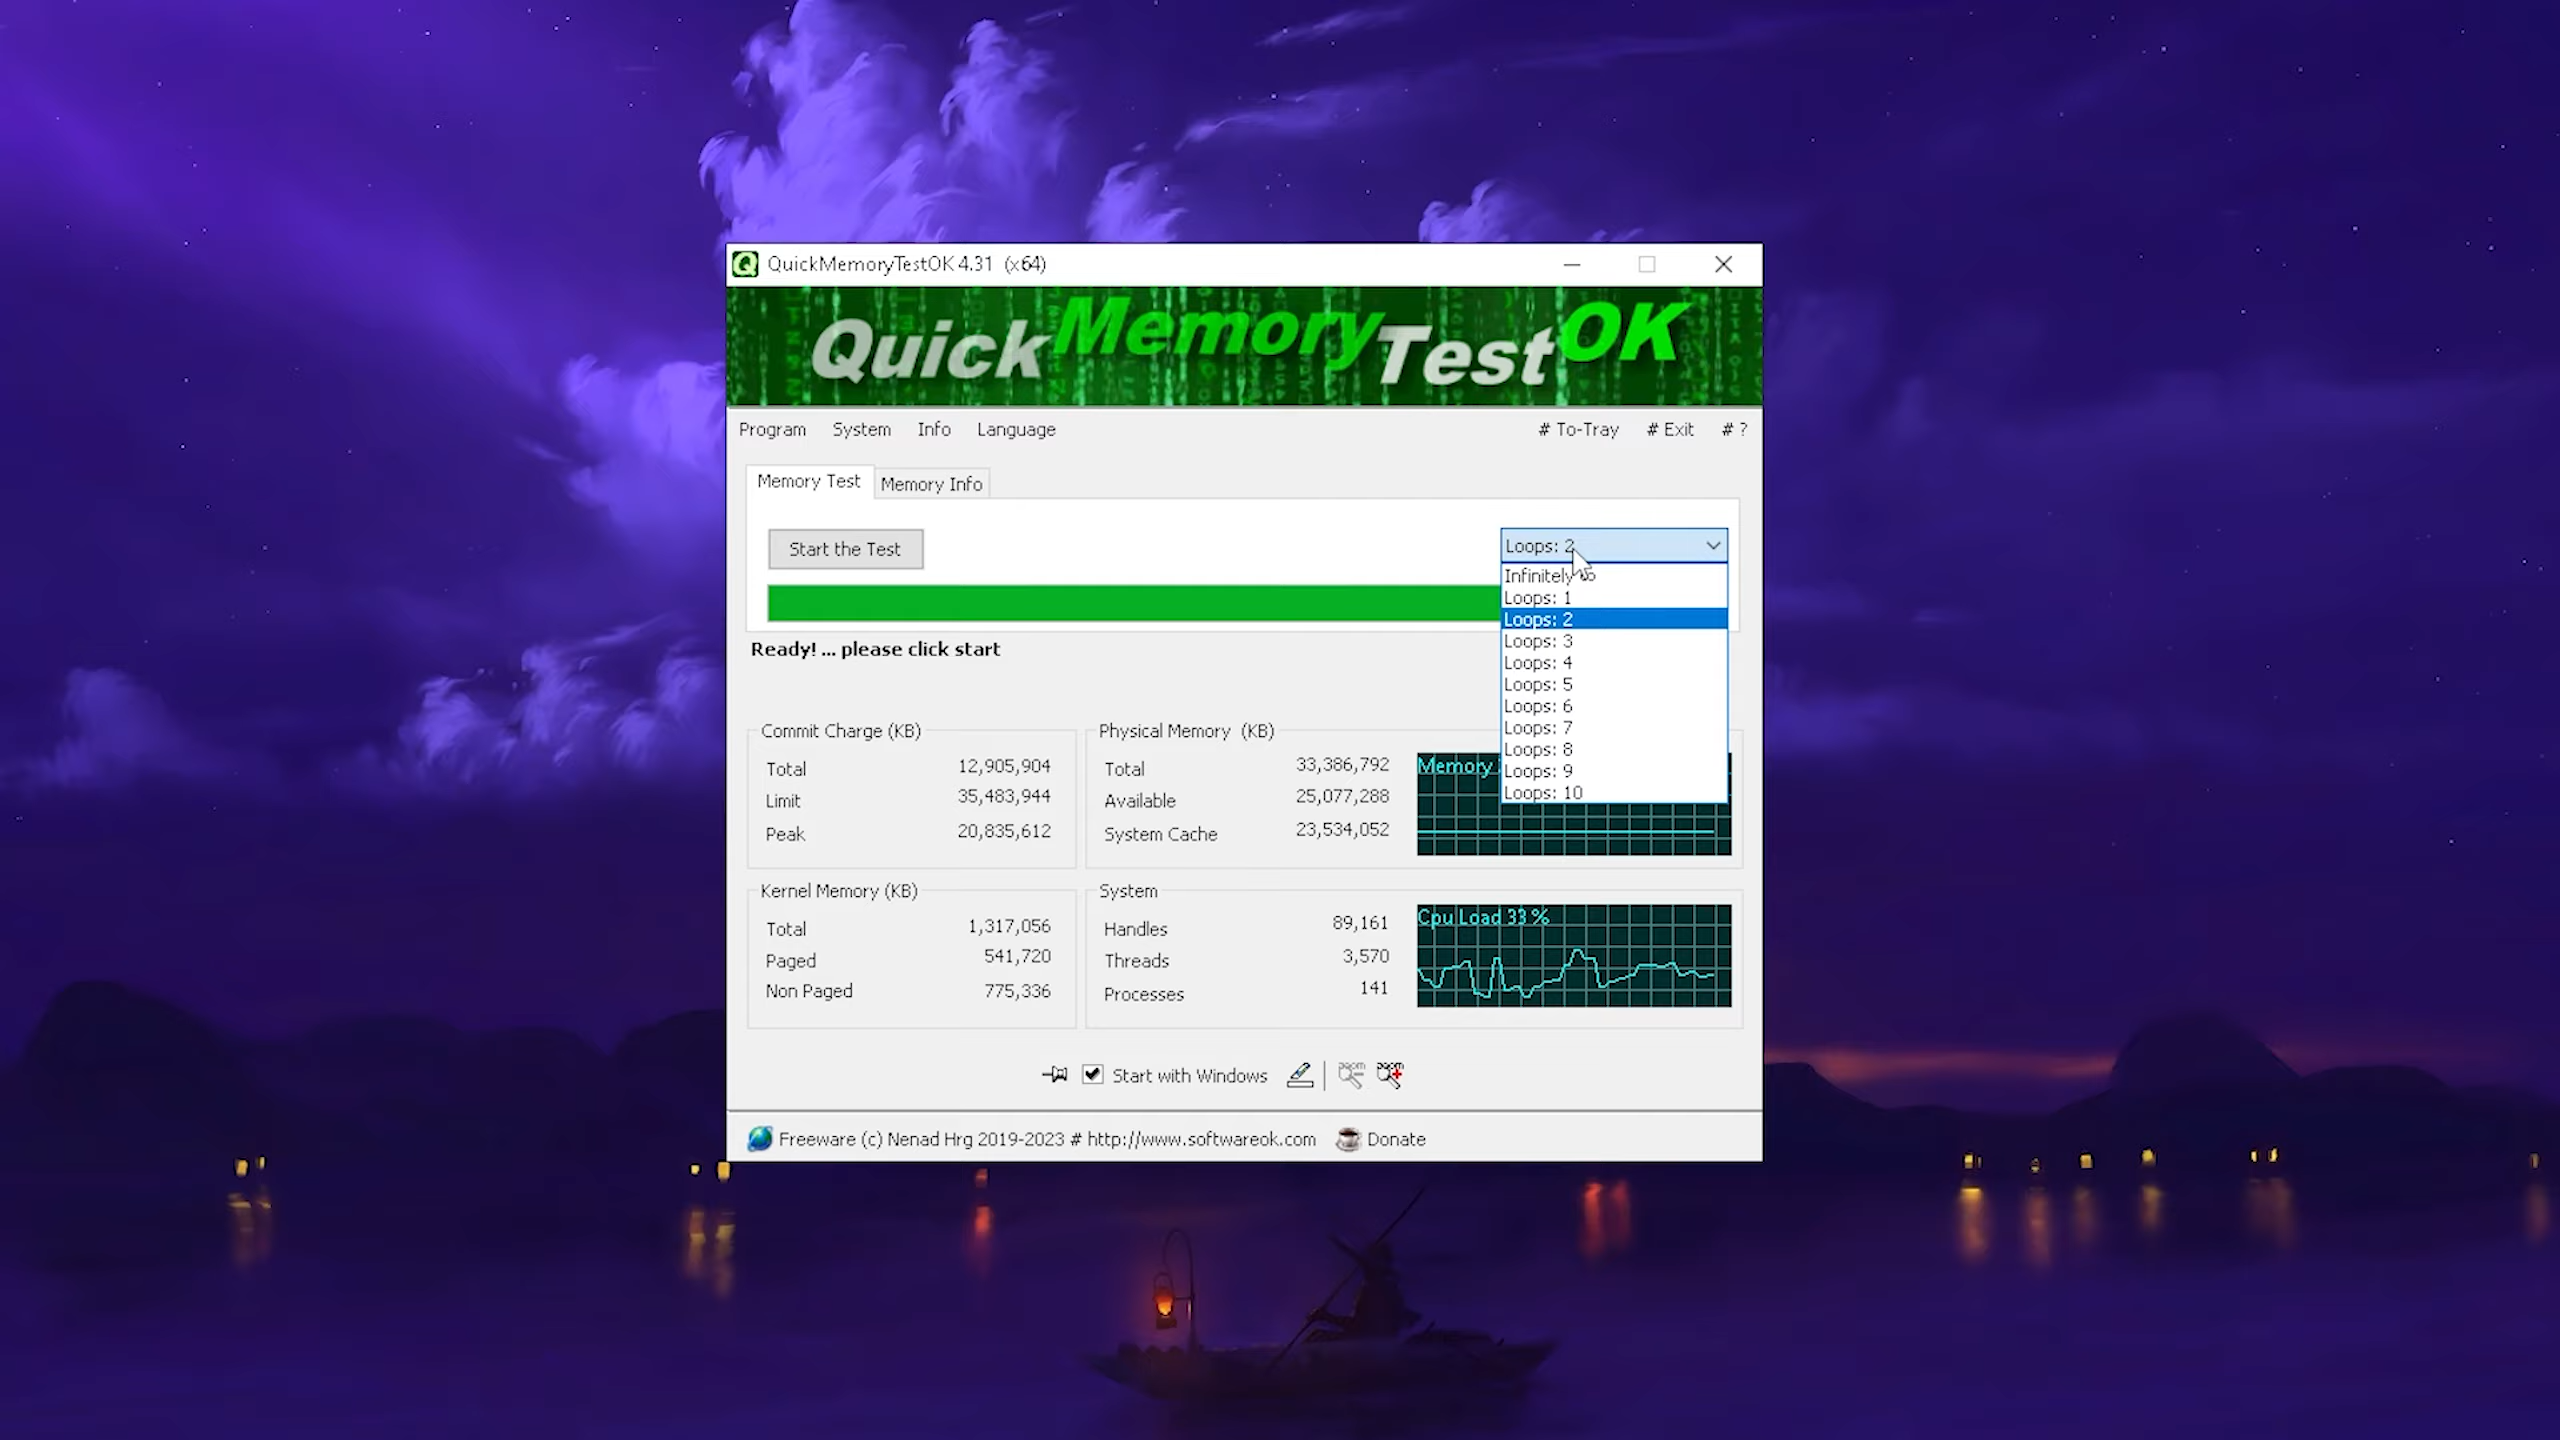 QuickMemoryTestOK 4.31 (x64)
QuickMemoryTestOK
Program System Info Language # To-Tray # Exit # ?
Memory Test Memory Info
Start the Test
Loops: 2
Infinitely
Loops: 1
Loops: 2
Loops: 3
Loops: 4
Loops: 5
Loops: 6
Loops: 7
Loops: 8
Loops: 9
Loops: 10
Ready! ... please click start
Commit Charge (KB)
Total 12,905,904
Limit 35,483,944
Peak 20,835,612
Physical Memory (KB)
Total 33,386,792
Available 25,077,288
System Cache 23,534,052
Memory
Kernel Memory (KB)
Total 1,317,056
Paged 541,720
Non Paged 775,336
System
Handles 89,161
Threads 3,570
Processes 141
Cpu Load 33 %
Start with Windows
Freeware (c) Nenad Hrg 2019-2023 # http://www.softwareok.com Donate